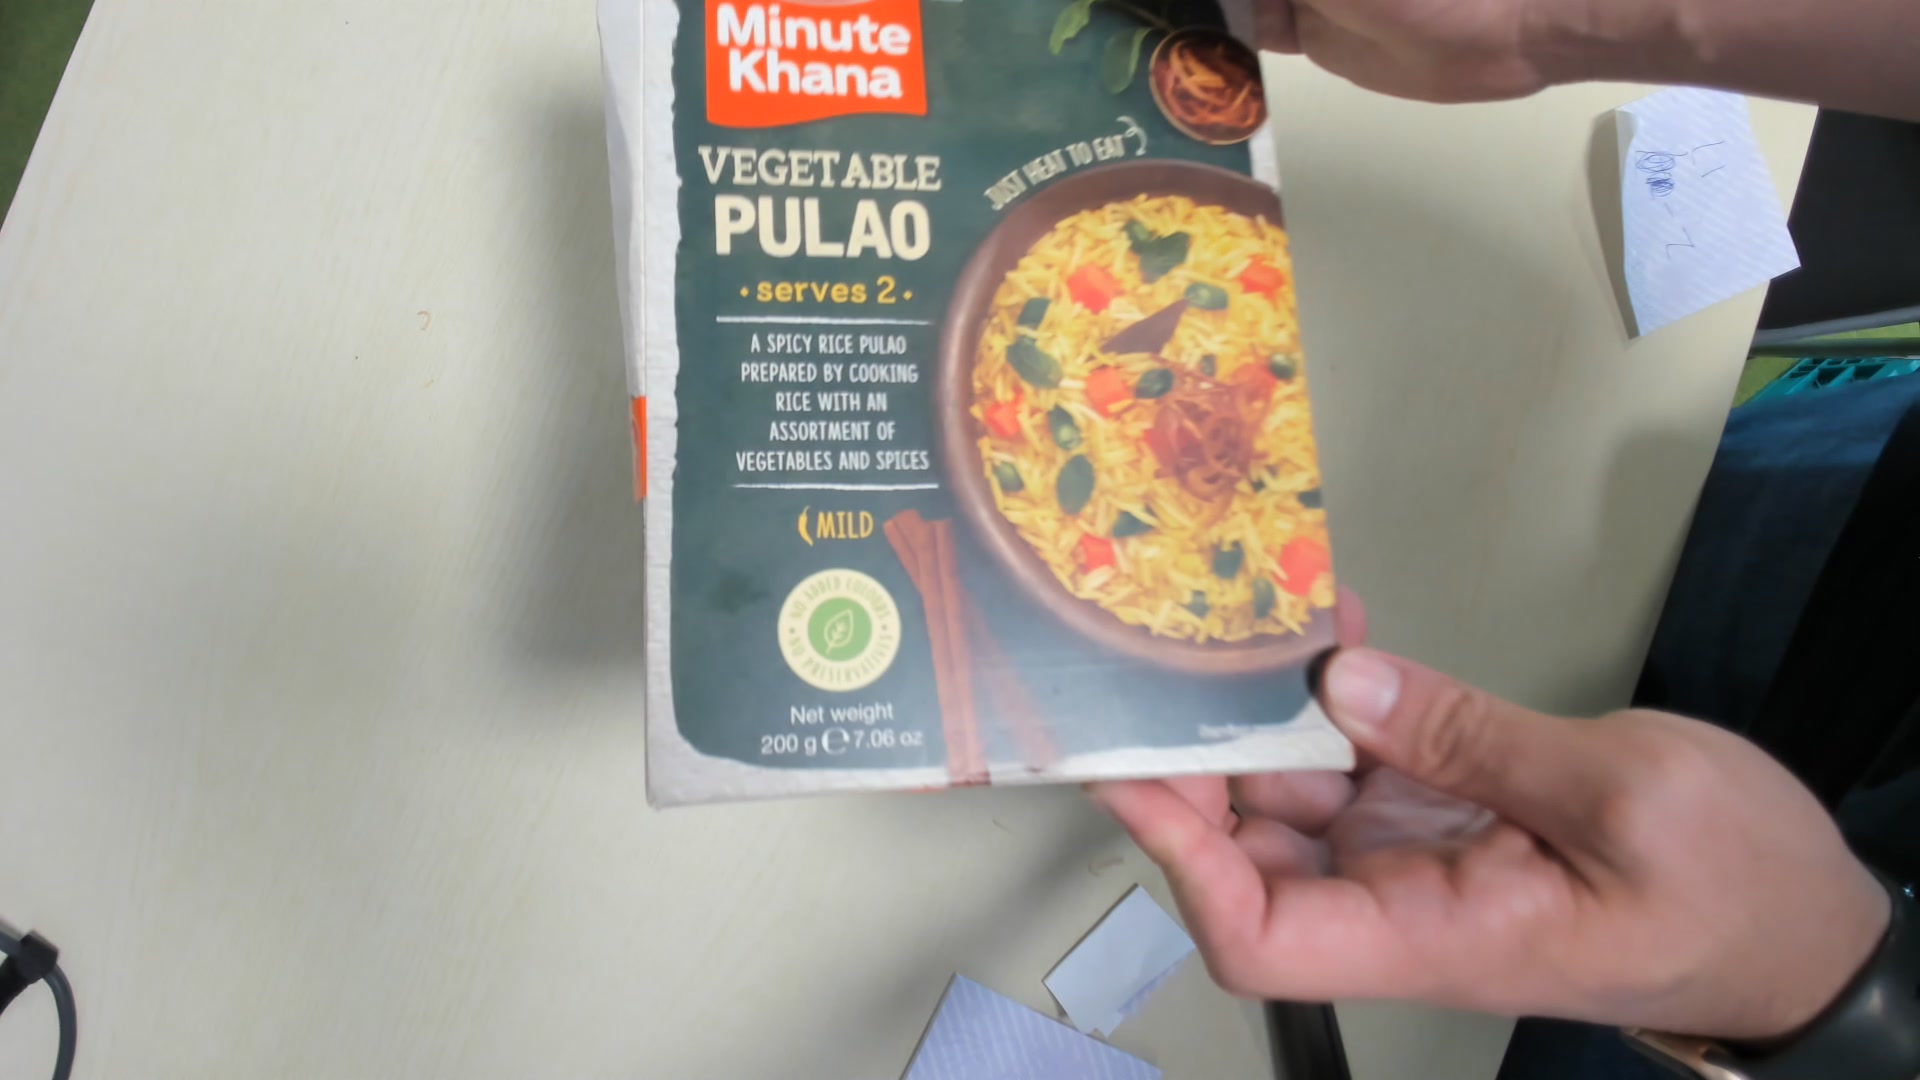 Minute
Khana
JUST HEAT TO EAT
VEGETABLE
PULAO
• serves 2 •
A SPICY RICE PULAO
PREPARED BY COOKING
RICE WITH AN
ASSORTMENT OF
VEGETABLES AND SPICES
MILD
• NO ADDED COLOURS •
NO PRESERVATIVES
Net weight
200 g ℮ 7.06 oz